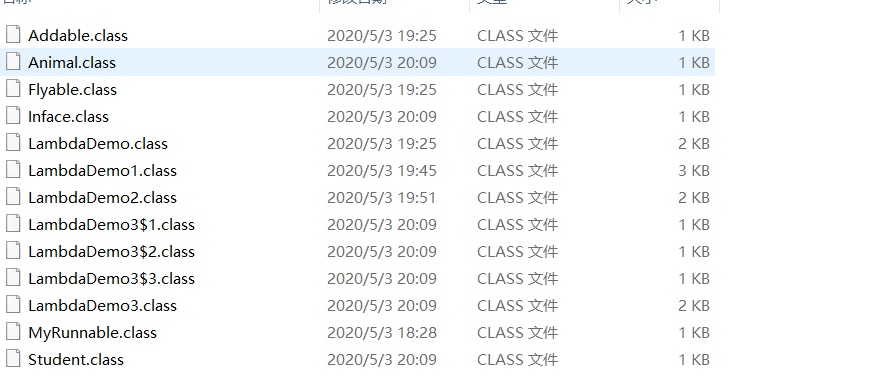 Addable.class 2020/5/3 19:25 CLASS 文件 1 KB
Animal.class 2020/5/3 20:09 CLASS 文件 1 KB
Flyable.class 2020/5/3 19:25 CLASS 文件 1 KB
Inface.class 2020/5/3 20:09 CLASS 文件 1 KB
LambdaDemo.class 2020/5/3 19:25 CLASS 文件 2 KB
LambdaDemo1.class 2020/5/3 19:45 CLASS 文件 3 KB
LambdaDemo2.class 2020/5/3 19:51 CLASS 文件 2 KB
LambdaDemo3$1.class 2020/5/3 20:09 CLASS 文件 1 KB
LambdaDemo3$2.class 2020/5/3 20:09 CLASS 文件 1 KB
LambdaDemo3$3.class 2020/5/3 20:09 CLASS 文件 1 KB
LambdaDemo3.class 2020/5/3 20:09 CLASS 文件 2 KB
MyRunnable.class 2020/5/3 18:28 CLASS 文件 1 KB
Student.class 2020/5/3 20:09 CLASS 文件 1 KB